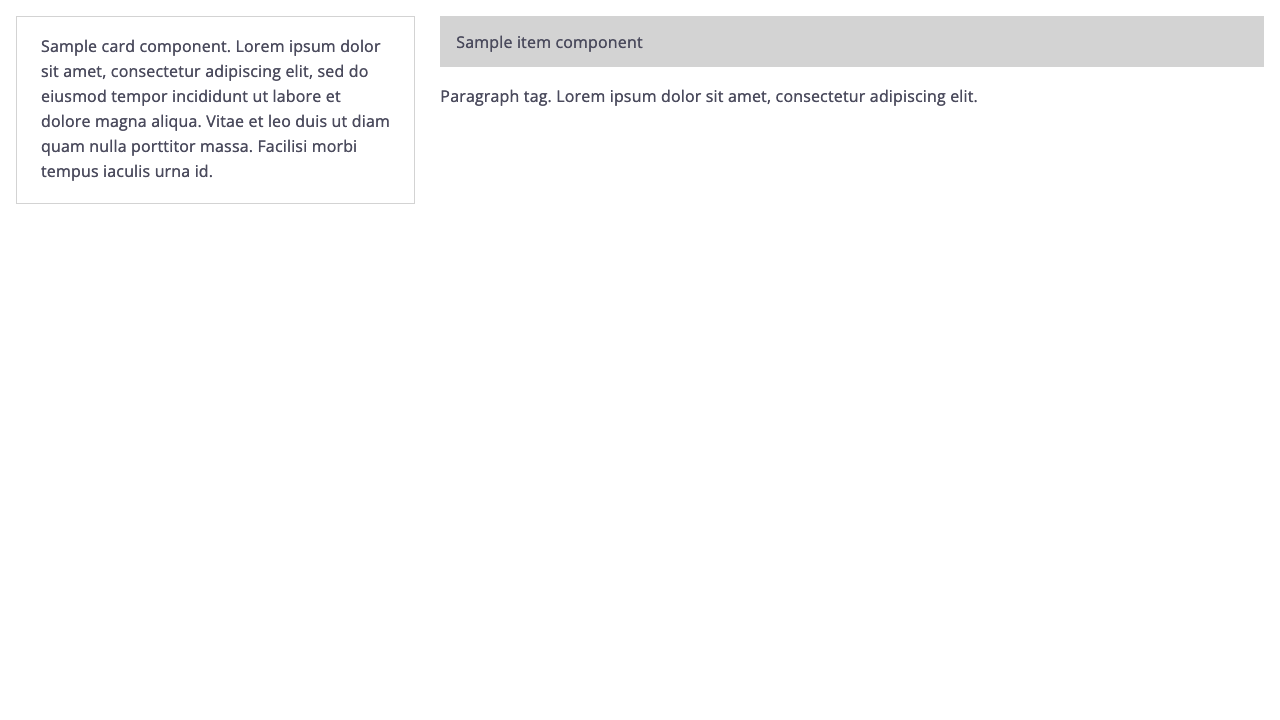 Sample card component. Lorem ipsum dolor
sit amet, consectetur adipiscing elit, sed do
eiusmod tempor incididunt ut labore et
dolore magna aliqua. Vitae et leo duis ut diam
quam nulla porttitor massa. Facilisi morbi
tempus iaculis urna id.
Sample item component
Paragraph tag. Lorem ipsum dolor sit amet, consectetur adipiscing elit.